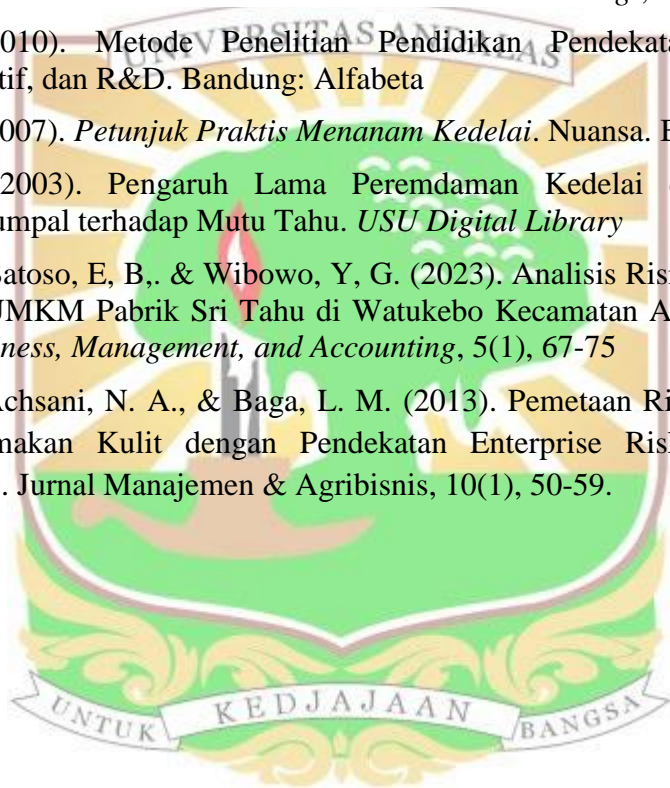 UNIVERSITAS ANDALAS
010). Metode Penelitian Pendidikan Pendekata
tif, dan R&D. Bandung: Alfabeta
007). Petunjuk Praktis Menanam Kedelai. Nuansa. B
2003). Pengaruh Lama Peremdaman Kedelai
umpal terhadap Mutu Tahu. USU Digital Library
Satoso, E, B,. & Wibowo, Y, G. (2023). Analisis Ris
UMKM Pabrik Sri Tahu di Watukebo Kecamatan A
ness, Management, and Accounting, 5(1), 67-75
Achsani, N. A., & Baga, L. M. (2013). Pemetaan Ri
makan Kulit dengan Pendekatan Enterprise Ris
. Jurnal Manajemen & Agribisnis, 10(1), 50-59.
UNTUK KEDJAJAAN BANGSA